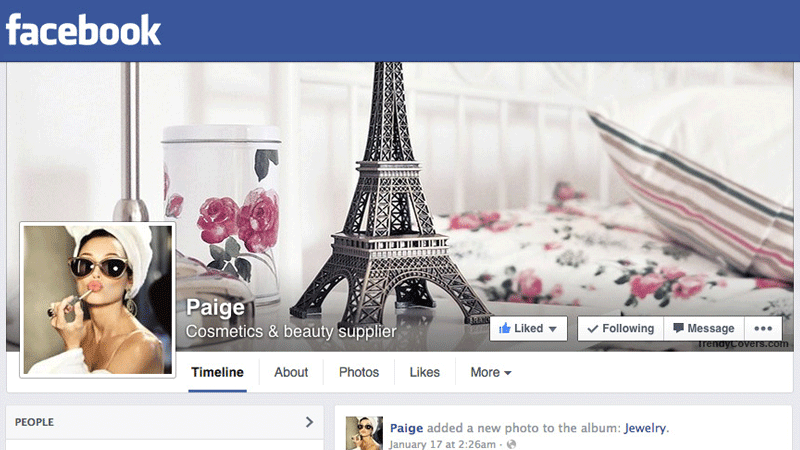 facebook
Paige
Cosmetics & beauty supplier
Liked
Following
Message
TrendyCovers.com
Timeline
About
Photos
Likes
More
PEOPLE
Paige added a new photo to the album: Jewelry.
January 17 at 2:26am ·